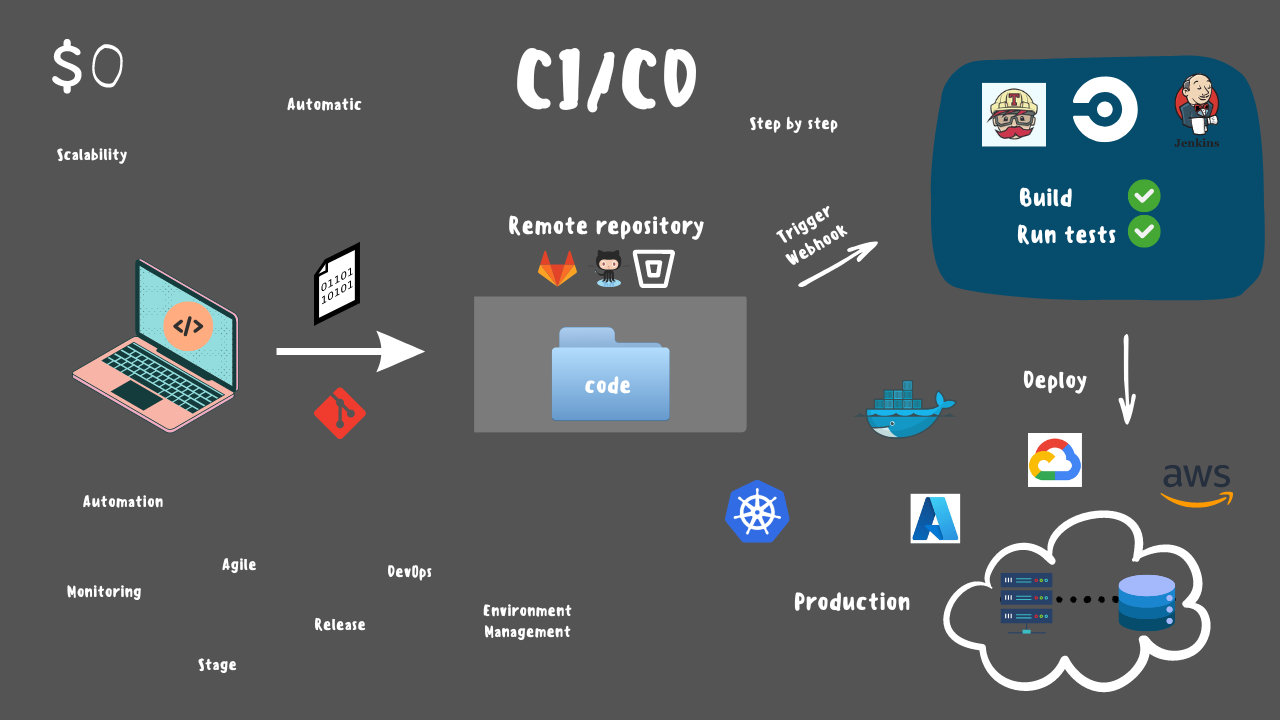 $0
CI/CD
Automatic
Step by step
Scalability
Jenkins
Build
Run tests
Remote repository
Trigger
Webhook
01101
10101
</>
code
Deploy
aws
Automation
Agile
DevOps
Monitoring
Release
Environment
Management
Production
Stage